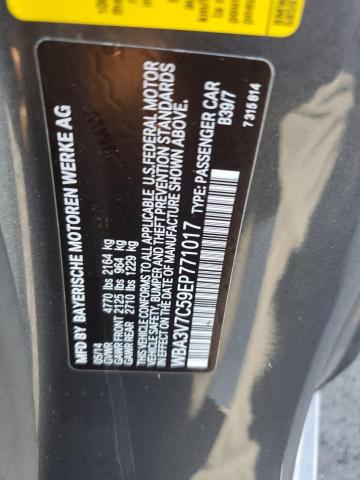 MFD BY BAYERISCHE MOTOREN WERKE AG
05/14
GVWR 4770 lbs 2164 kg
GAWR FRONT 2125 lbs 964 kg
GAWR REAR 2710 lbs 1229 kg
THIS VEHICLE CONFORMS TO ALL APPLICABLE U.S. FEDERAL MOTOR
VEHICLE SAFETY, BUMPER AND THEFT PREVENTION STANDARDS
IN EFFECT ON THE DATE OF MANUFACTURE SHOWN ABOVE.
WBA3V7C59EP771017 TYPE: PASSENGER CAR
B39/7
7 315 614